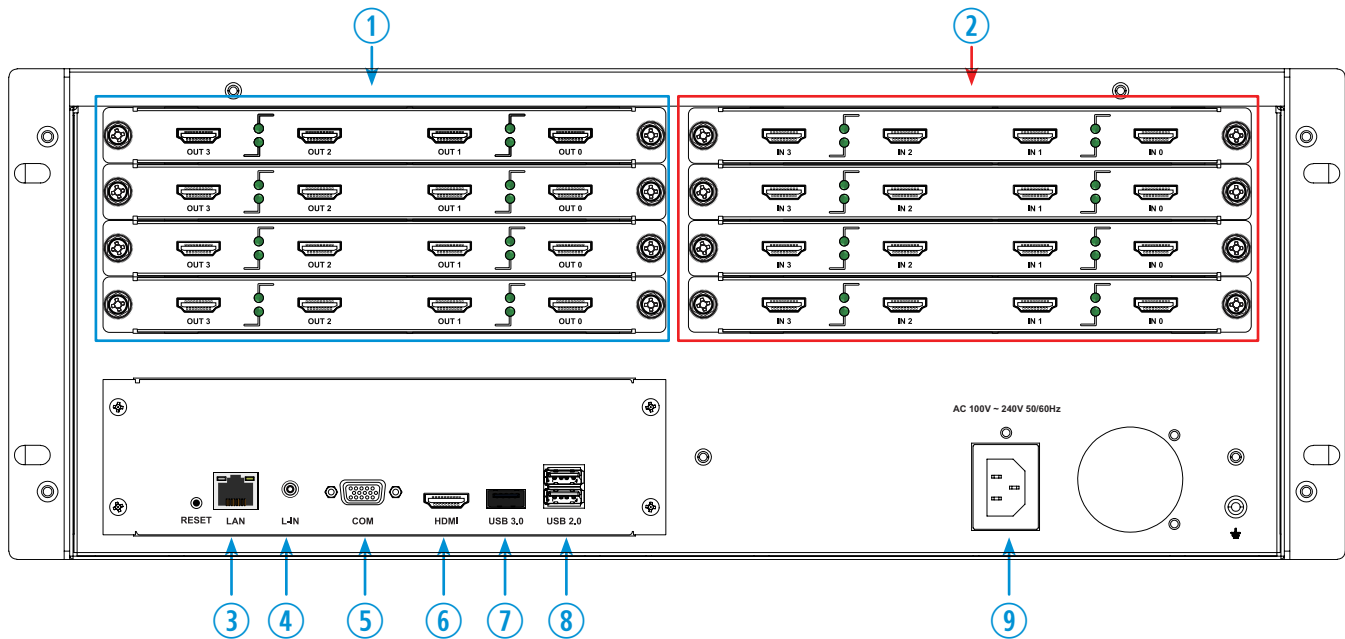 ① ②
OUT 3 OUT 2 OUT 1 OUT 0 IN 3 IN 2 IN 1 IN 0
OUT 3 OUT 2 OUT 1 OUT 0 IN 3 IN 2 IN 1 IN 0
OUT 3 OUT 2 OUT 1 OUT 0 IN 3 IN 2 IN 1 IN 0
OUT 3 OUT 2 OUT 1 OUT 0 IN 3 IN 2 IN 1 IN 0
AC 100V ~ 240V 50/60Hz
RESET LAN L-IN COM HDMI USB 3.0 USB 2.0
③ ④ ⑤ ⑥ ⑦ ⑧ ⑨